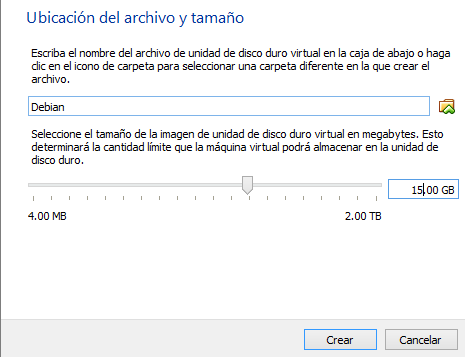 Ubicación del archivo y tamaño
Escriba el nombre del archivo de unidad de disco duro virtual en la caja de abajo o haga
clic en el icono de carpeta para seleccionar una carpeta diferente en la que crear el
archivo.
Debian
Seleccione el tamaño de la imagen de unidad de disco duro virtual en megabytes. Esto
determinará la cantidad límite que la máquina virtual podrá almacenar en la unidad de
disco duro.
15,00 GB
4.00 MB
2.00 TB
Crear
Cancelar